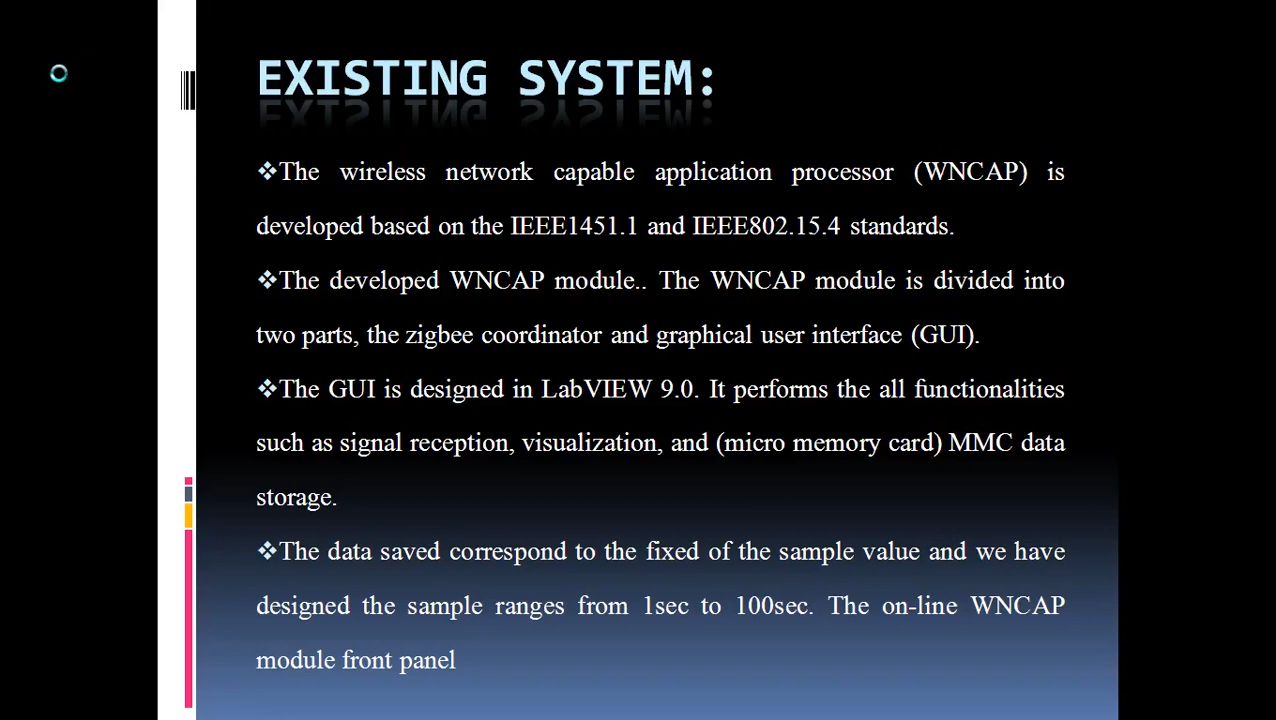 EXISTING SYSTEM:
❖The wireless network capable application processor (WNCAP) is
developed based on the IEEE1451.1 and IEEE802.15.4 standards.
❖The developed WNCAP module.. The WNCAP module is divided into
two parts, the zigbee coordinator and graphical user interface (GUI).
❖The GUI is designed in LabVIEW 9.0. It performs the all functionalities
such as signal reception, visualization, and (micro memory card) MMC data
storage.
❖The data saved correspond to the fixed of the sample value and we have
designed the sample ranges from 1sec to 100sec. The on-line WNCAP
module front panel